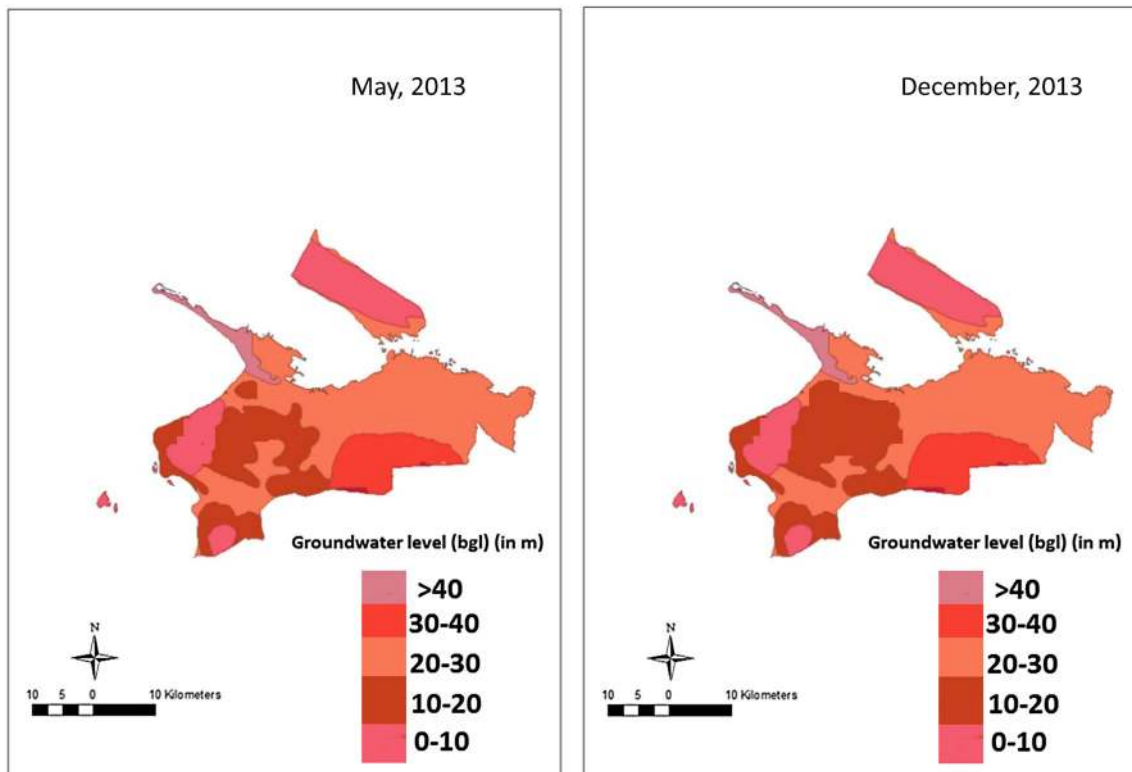 May, 2013
Groundwater level (bgl) (in m)
>40
30-40
20-30
10-20
0-10
N
10 5 0 10 Kilometers
December, 2013
Groundwater level (bgl) (in m)
>40
30-40
20-30
10-20
0-10
N
10 5 0 10 Kilometers